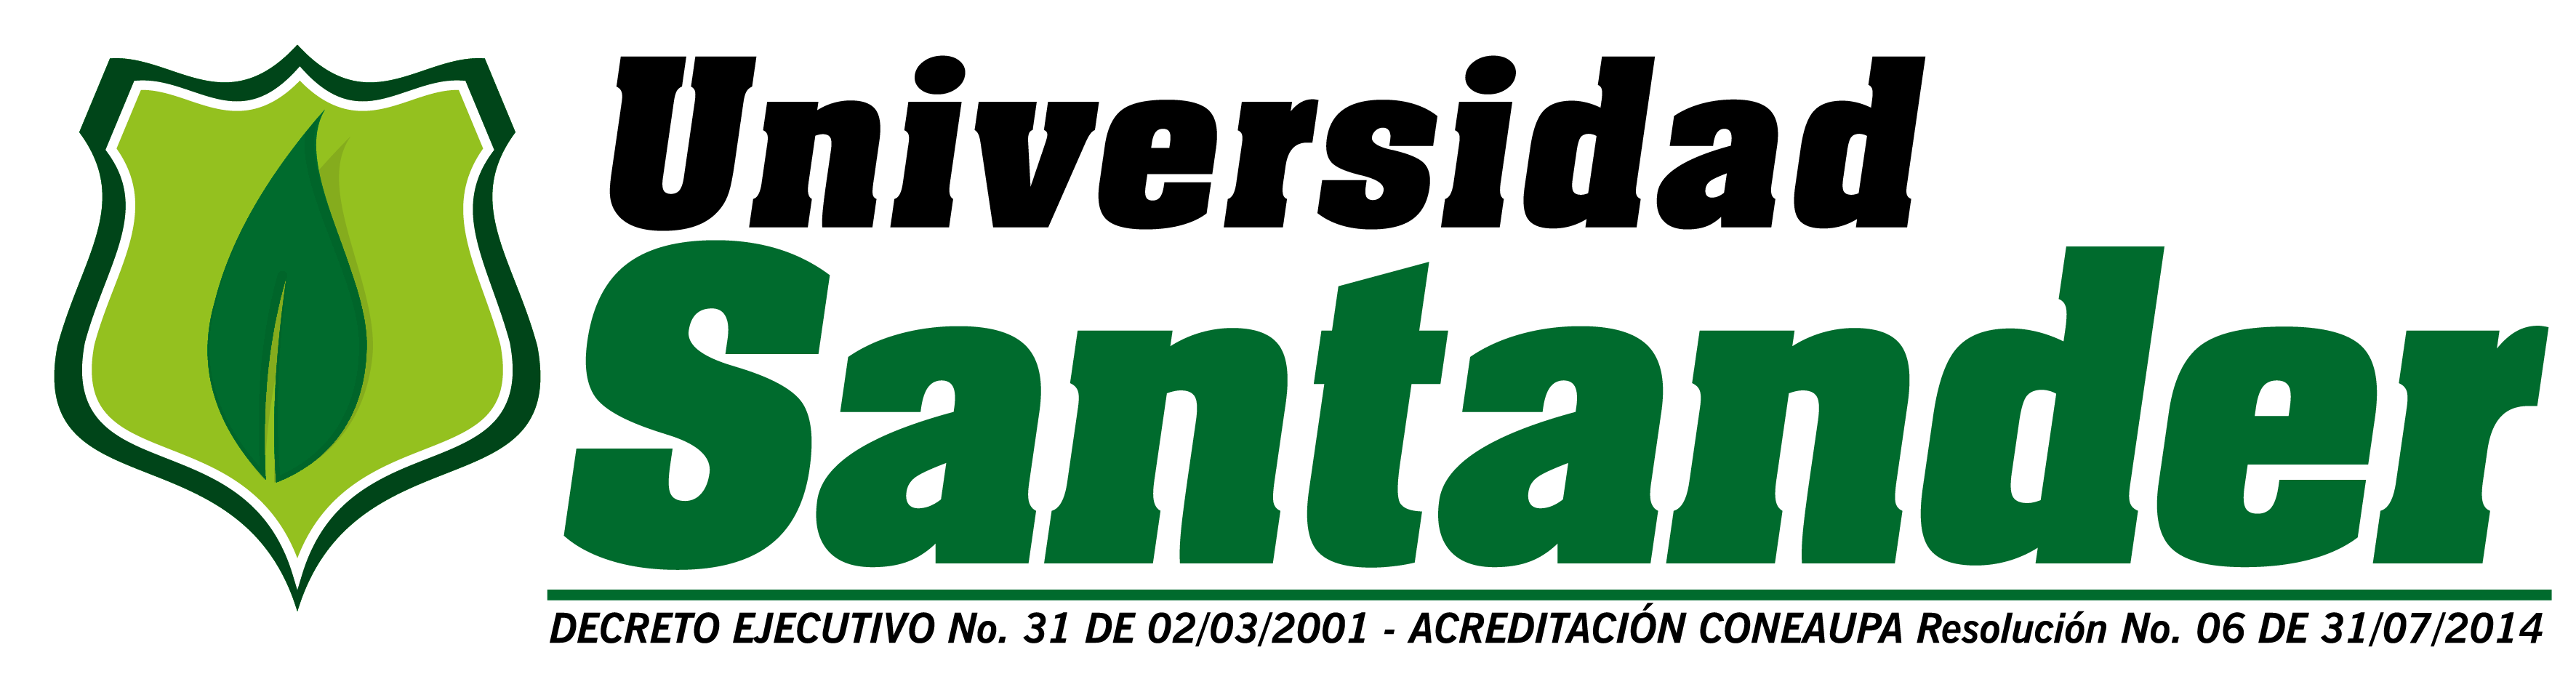 Universidad
Santander
DECRETO EJECUTIVO No. 31 DE 02/03/2001 - ACREDITACIÓN CONEAUPA Resolución No. 06 DE 31/07/2014